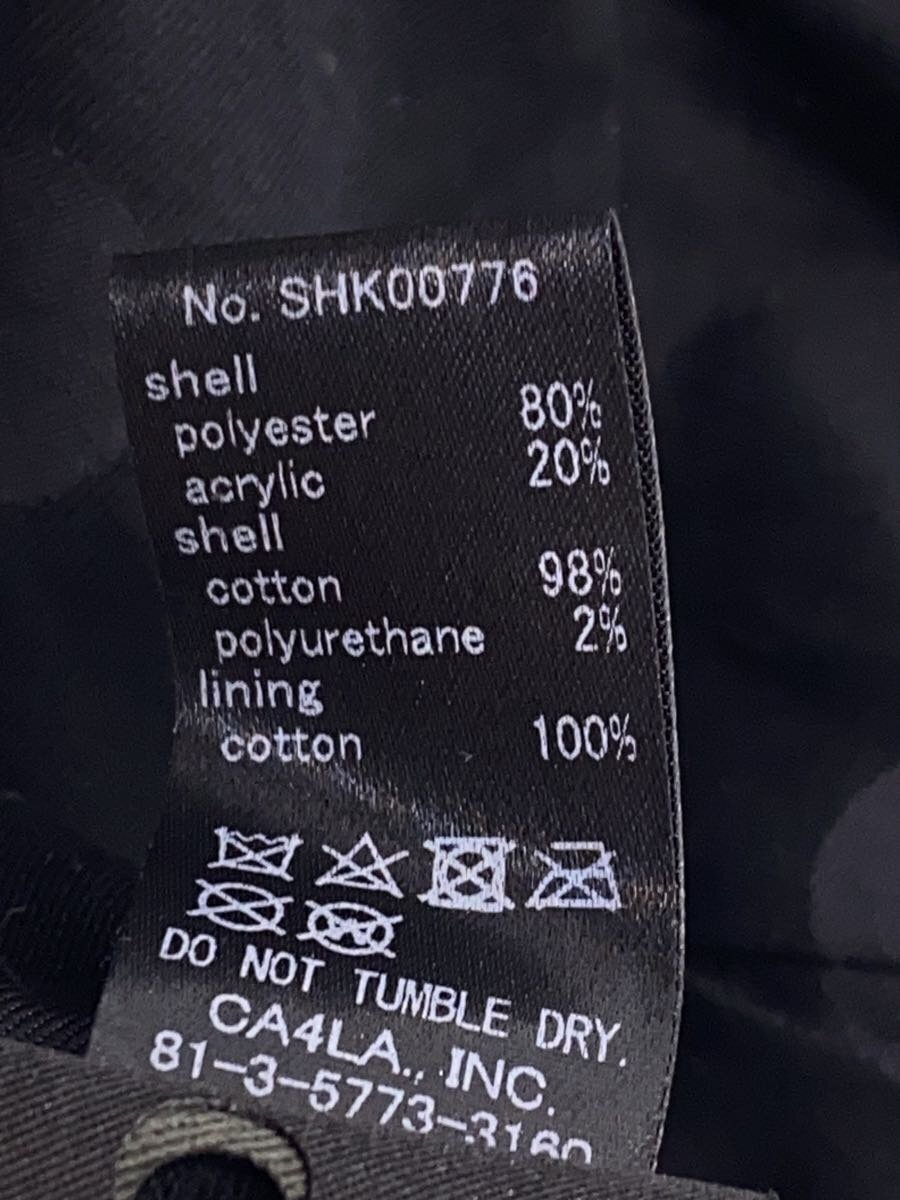 No. SHK00776
shell
polyester 80%
acrylic 20%
shell
cotton 98%
polyurethane 2%
lining
cotton 100%
DO NOT TUMBLE DRY.
CA4LA., INC.
81-3-5773-3160